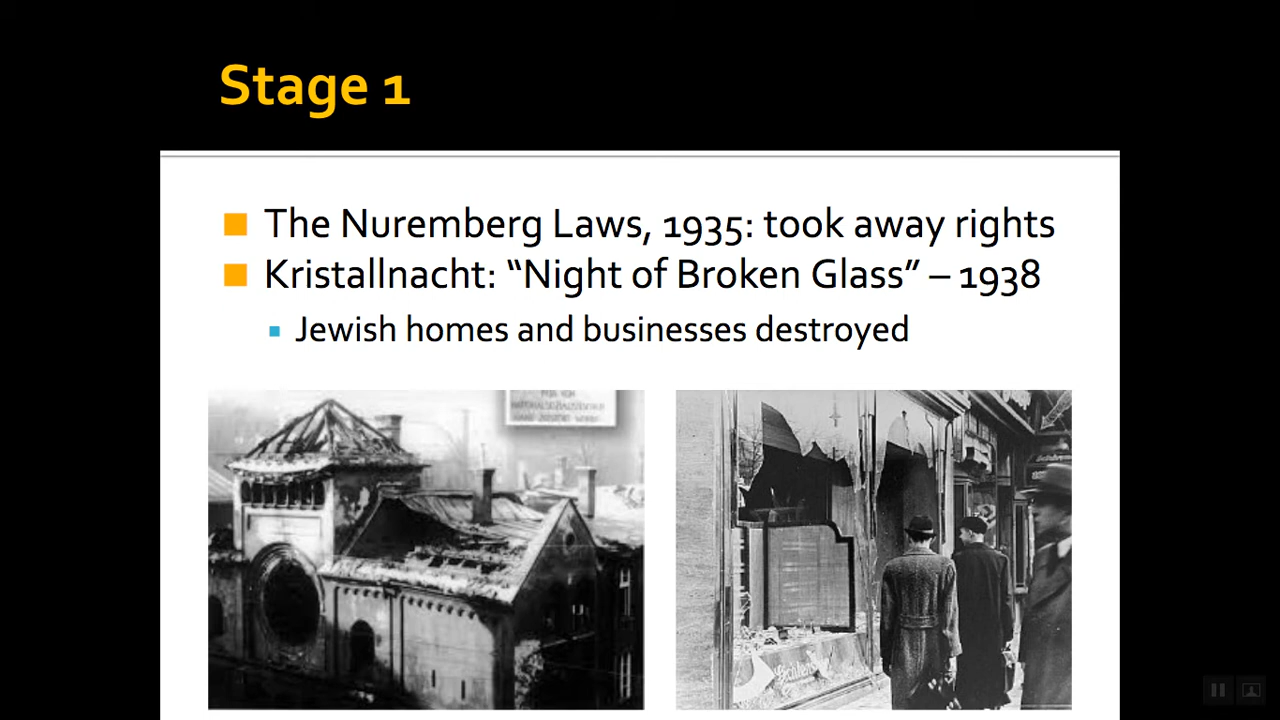 Stage 1
The Nuremberg Laws, 1935: took away rights
Kristallnacht: “Night of Broken Glass” – 1938
Jewish homes and businesses destroyed